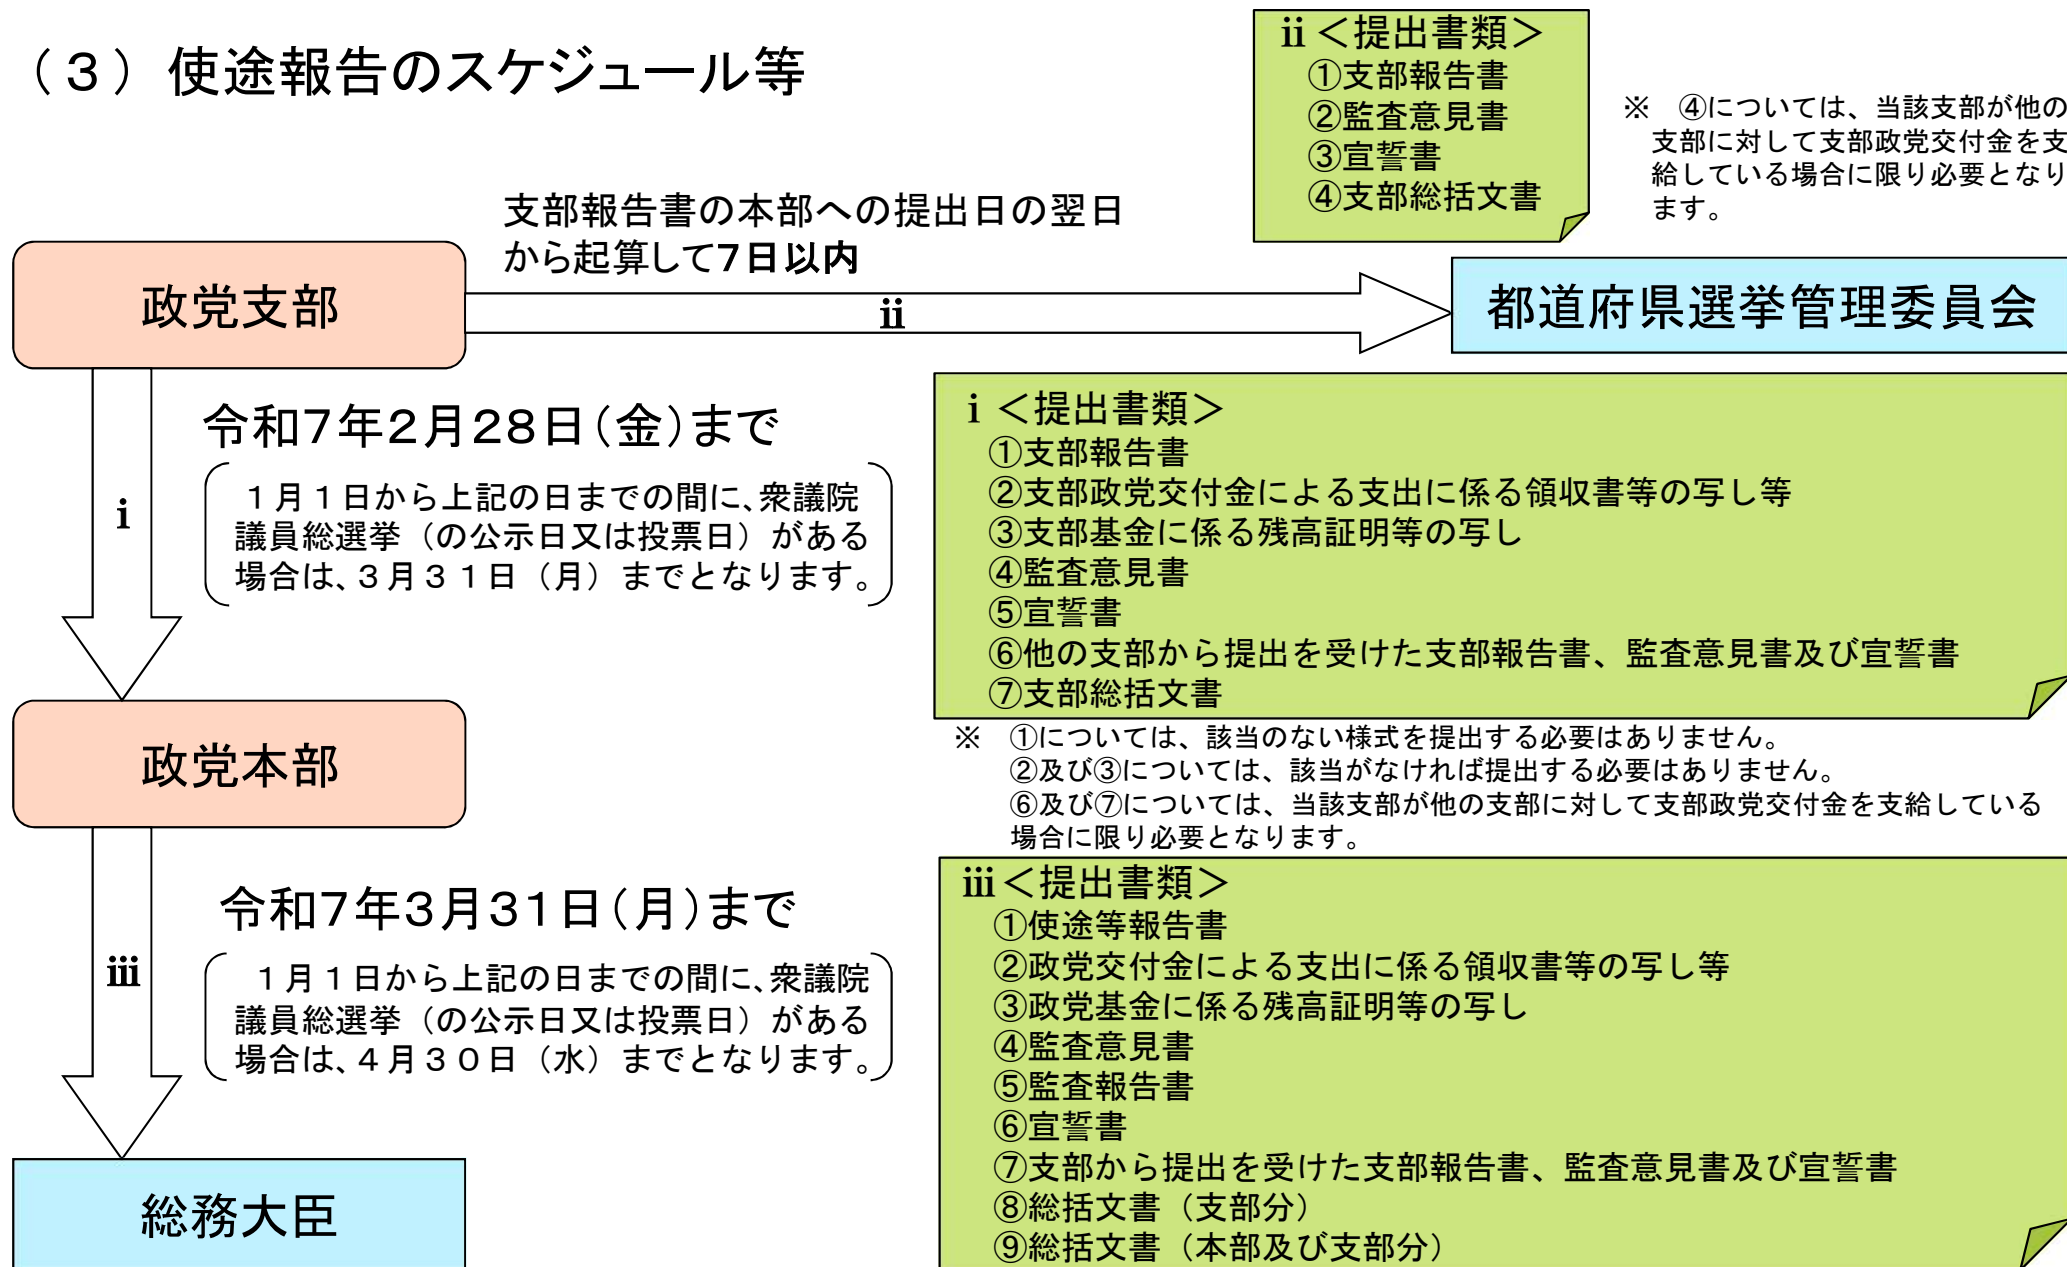 （３）使途報告のスケジュール等
ⅱ＜提出書類＞
①支部報告書
②監査意見書
③宣誓書
④支部総括文書
※　④については、当該支部が他の
支部に対して支部政党交付金を支
給している場合に限り必要となり
ます。
支部報告書の本部への提出日の翌日
から起算して7日以内
政党支部
ⅱ
都道府県選挙管理委員会
ⅰ
令和7年2月28日（金）まで
１月１日から上記の日までの間に、衆議院
議員総選挙（の公示日又は投票日）がある
場合は、３月３１日（月）までとなります。
ⅰ＜提出書類＞
①支部報告書
②支部政党交付金による支出に係る領収書等の写し等
③支部基金に係る残高証明等の写し
④監査意見書
⑤宣誓書
⑥他の支部から提出を受けた支部報告書、監査意見書及び宣誓書
⑦支部総括文書
※　①については、該当のない様式を提出する必要はありません。
②及び③については、該当がなければ提出する必要はありません。
⑥及び⑦については、当該支部が他の支部に対して支部政党交付金を支給している
場合に限り必要となります。
政党本部
ⅲ
令和7年3月31日（月）まで
１月１日から上記の日までの間に、衆議院
議員総選挙（の公示日又は投票日）がある
場合は、４月３０日（水）までとなります。
ⅲ＜提出書類＞
①使途等報告書
②政党交付金による支出に係る領収書等の写し等
③政党基金に係る残高証明等の写し
④監査意見書
⑤監査報告書
⑥宣誓書
⑦支部から提出を受けた支部報告書、監査意見書及び宣誓書
⑧総括文書（支部分）
⑨総括文書（本部及び支部分）
総務大臣